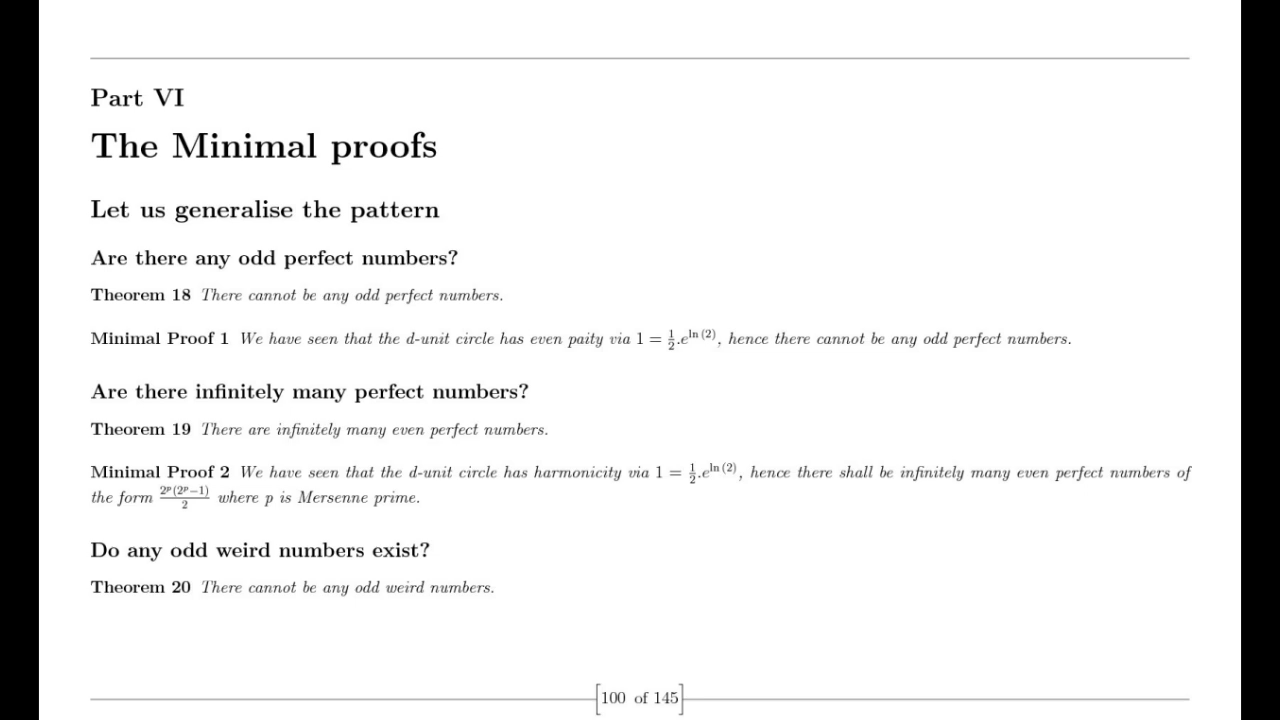 Part VI
The Minimal proofs
Let us generalise the pattern
Are there any odd perfect numbers?
Theorem 18 There cannot be any odd perfect numbers.
Minimal Proof 1 We have seen that the d-unit circle has even paity via 1 = \frac{1}{2}.e^{ln(2)}, hence there cannot be any odd perfect numbers.
Are there infinitely many perfect numbers?
Theorem 19 There are infinitely many even perfect numbers.
Minimal Proof 2 We have seen that the d-unit circle has harmonicity via 1 = \frac{1}{2}.e^{ln(2)}, hence there shall be infinitely many even perfect numbers of
the form \frac{2^p(2^p−1)}{2} where p is Mersenne prime.
Do any odd weird numbers exist?
Theorem 20 There cannot be any odd weird numbers.
[100 of 145]